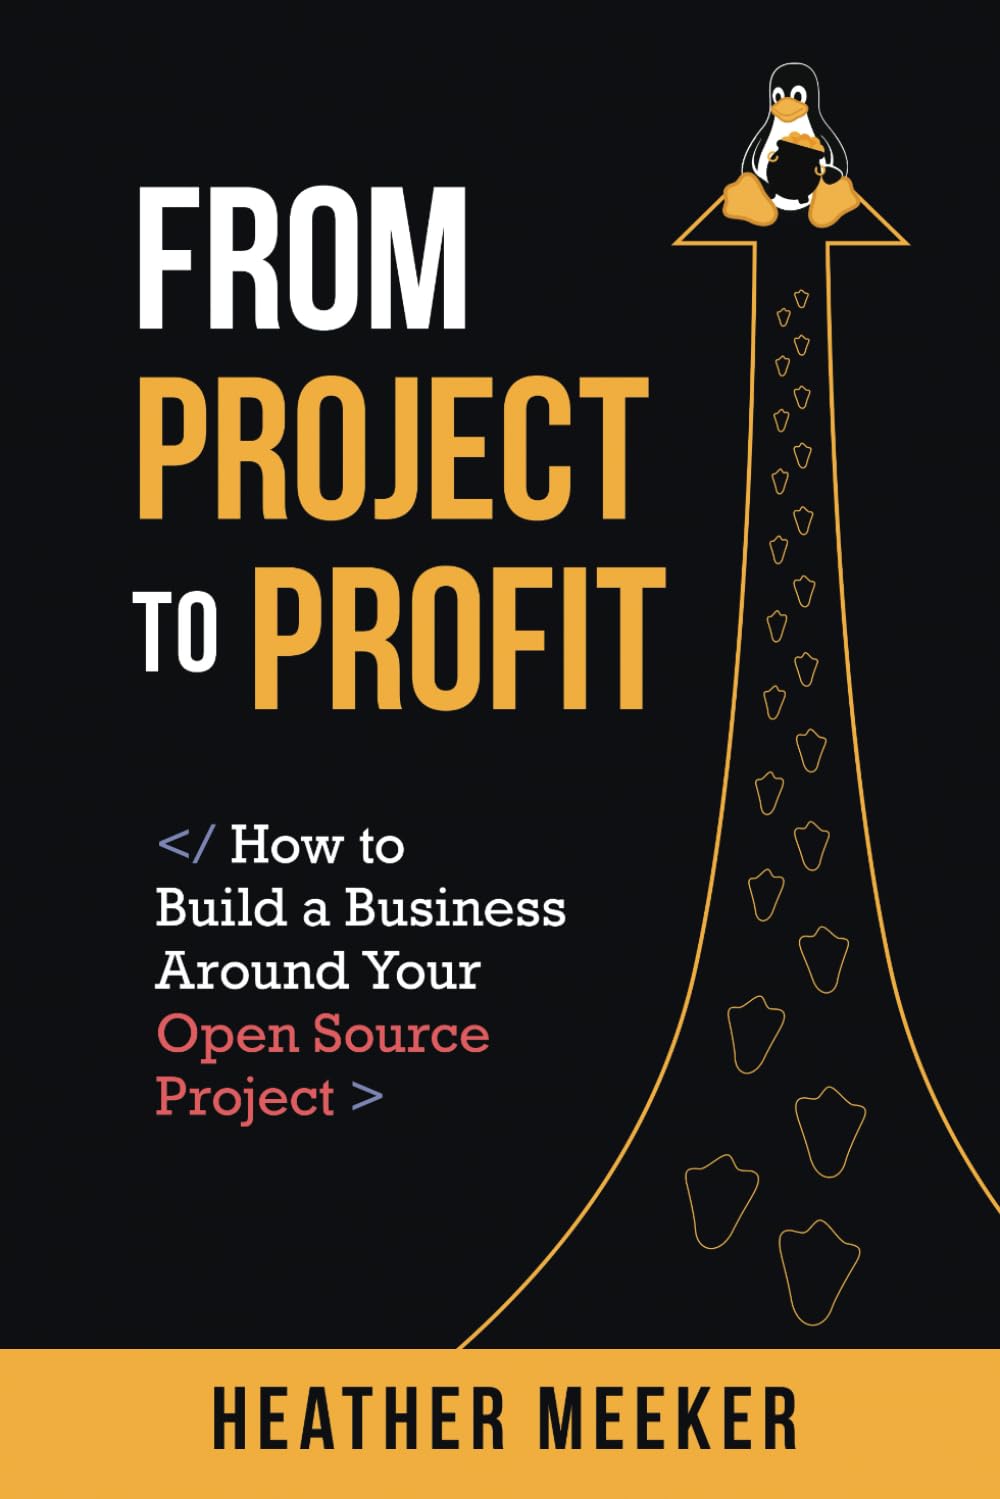 FROM
PROJECT
TO PROFIT
</ How to
Build a Business
Around Your
Open Source
Project >
HEATHER MEEKER